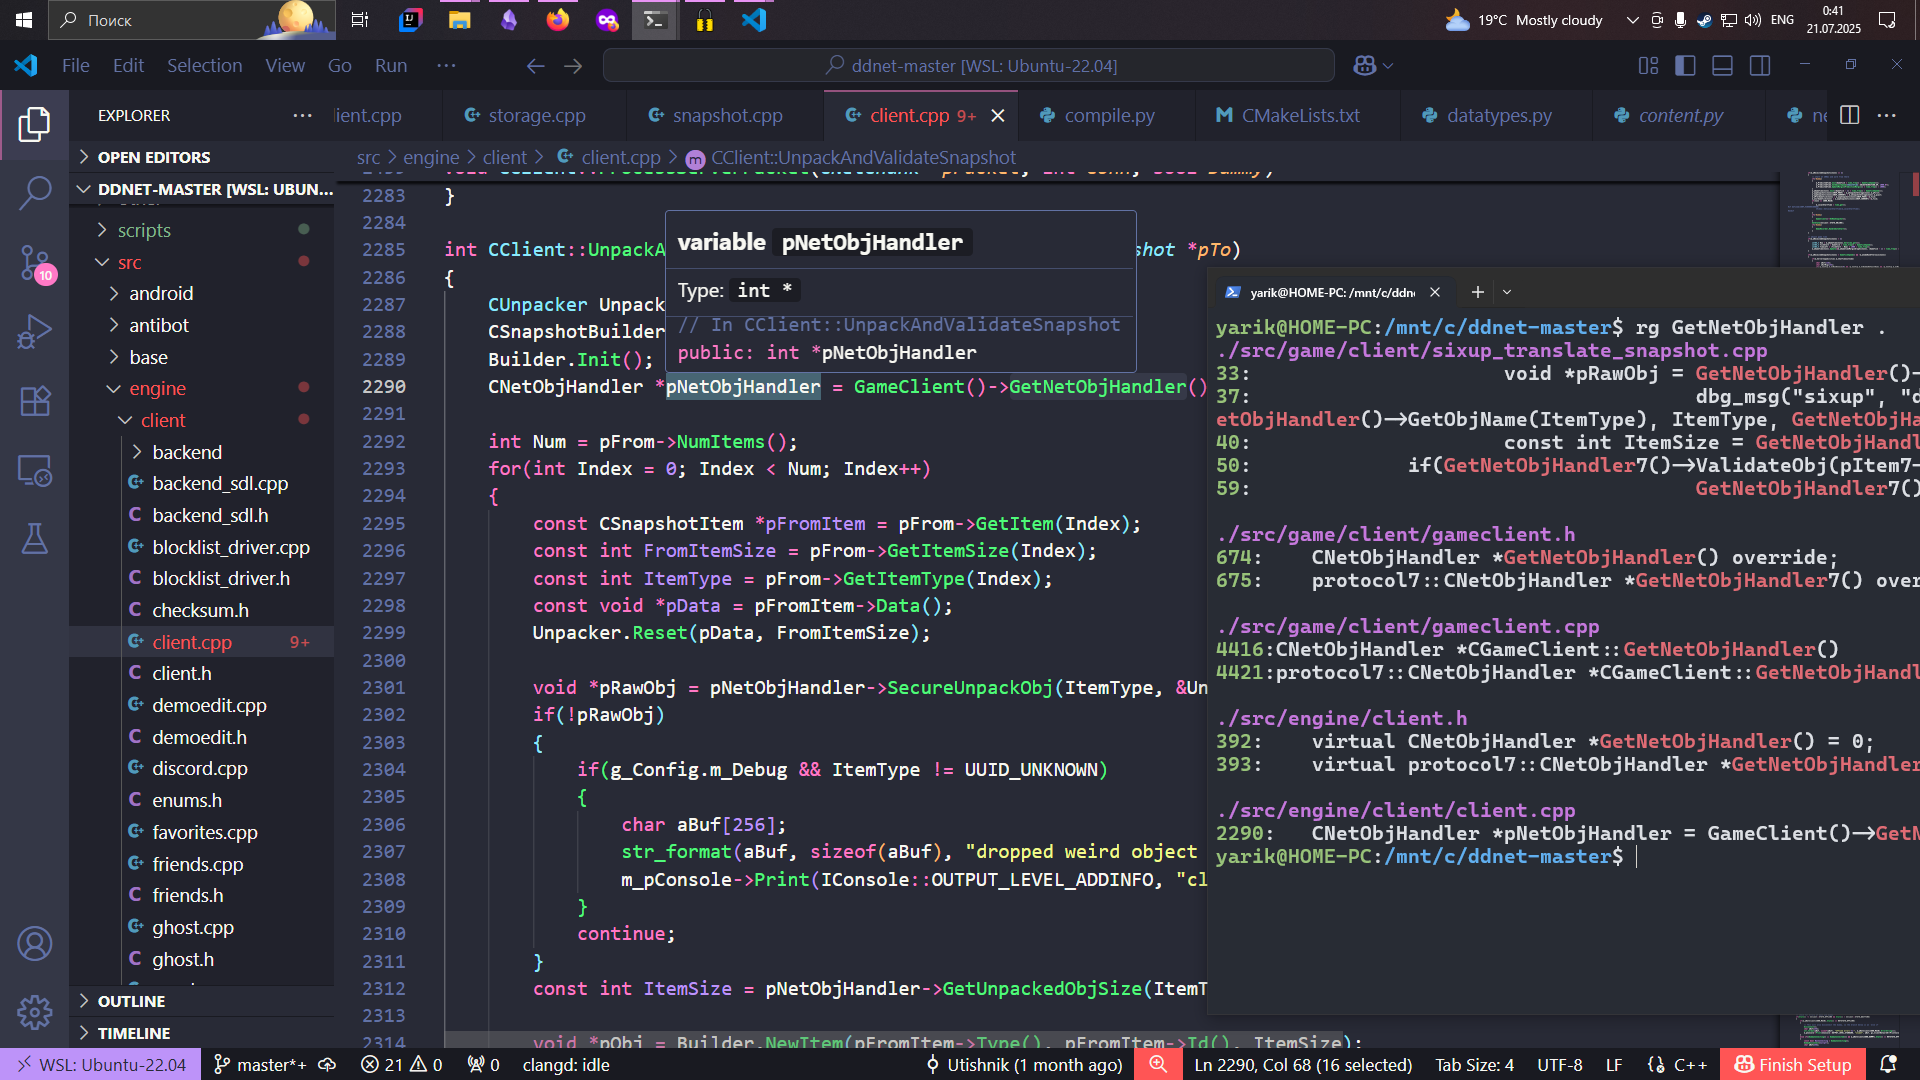 Поиск
19°C Mostly cloudy
ENG
0:41
21.07.2025
File Edit Selection View Go Run ···
ddnet-master [WSL: Ubuntu-22.04]
EXPLORER
lient.cpp
storage.cpp
snapshot.cpp
client.cpp 9+
compile.py
CMakeLists.txt
datatypes.py
content.py
OPEN EDITORS
DDNET-MASTER [WSL: UBUN...
scripts
src
android
antibot
base
engine
client
backend
backend_sdl.cpp
backend_sdl.h
blocklist_driver.cpp
blocklist_driver.h
checksum.h
client.cpp 9+
client.h
demoedit.cpp
demoedit.h
discord.cpp
enums.h
favorites.cpp
friends.cpp
friends.h
ghost.cpp
ghost.h
OUTLINE
TIMELINE
10
src > engine > client > client.cpp > CClient::UnpackAndValidateSnapshot
2283 }
2284
2285 int CClient::UnpackA
shot *pTo)
2286 {
2287 CUnpacker Unpack
2288 CSnapshotBuilder
2289 Builder.Init();
2290 CNetObjHandler *pNetObjHandler = GameClient()->GetNetObjHandler()
2291
2292 int Num = pFrom->NumItems();
2293 for(int Index = 0; Index < Num; Index++)
2294 {
2295 const CSnapshotItem *pFromItem = pFrom->GetItem(Index);
2296 const int FromItemSize = pFrom->GetItemSize(Index);
2297 const int ItemType = pFrom->GetItemType(Index);
2298 const void *pData = pFromItem->Data();
2299 Unpacker.Reset(pData, FromItemSize);
2300
2301 void *pRawObj = pNetObjHandler->SecureUnpackObj(ItemType, &Un
2302 if(!pRawObj)
2303 {
2304 if(g_Config.m_Debug && ItemType != UUID_UNKNOWN)
2305 {
2306 char aBuf[256];
2307 str_format(aBuf, sizeof(aBuf), "dropped weird object
2308 m_pConsole->Print(IConsole::OUTPUT_LEVEL_ADDINFO, "cl
2309 }
2310 continue;
2311 }
2312 const int ItemSize = pNetObjHandler->GetUnpackedObjSize(ItemT
2313
2314 void *pObj = Builder.NewItem(pFromItem->Type(), pFromItem->Id(), ItemSize);
variable pNetObjHandler
Type: int *
// In CClient::UnpackAndValidateSnapshot
public: int *pNetObjHandler
yarik@HOME-PC: /mnt/c/ddn
yarik@HOME-PC:/mnt/c/ddnet-master$ rg GetNetObjHandler .
./src/game/client/sixup_translate_snapshot.cpp
33: void *pRawObj = GetNetObjHandler()-
37: dbg_msg("sixup", "d
etObjHandler()->GetObjName(ItemType), ItemType, GetNetObjHa
40: const int ItemSize = GetNetObjHandl
50: if(GetNetObjHandler7()->ValidateObj(pItem7-
59: GetNetObjHandler7()
./src/game/client/gameclient.h
674: CNetObjHandler *GetNetObjHandler() override;
675: protocol7::CNetObjHandler *GetNetObjHandler7() over
./src/game/client/gameclient.cpp
4416:CNetObjHandler *CGameClient::GetNetObjHandler()
4421:protocol7::CNetObjHandler *CGameClient::GetNetObjHandl
./src/engine/client.h
392: virtual CNetObjHandler *GetNetObjHandler() = 0;
393: virtual protocol7::CNetObjHandler *GetNetObjHandler
./src/engine/client/client.cpp
2290: CNetObjHandler *pNetObjHandler = GameClient()->GetN
yarik@HOME-PC:/mnt/c/ddnet-master$
WSL: Ubuntu-22.04
master*+
21 0
0
clangd: idle
Utishnik (1 month ago)
Ln 2290, Col 68 (16 selected)
Tab Size: 4
UTF-8
LF
C++
Finish Setup